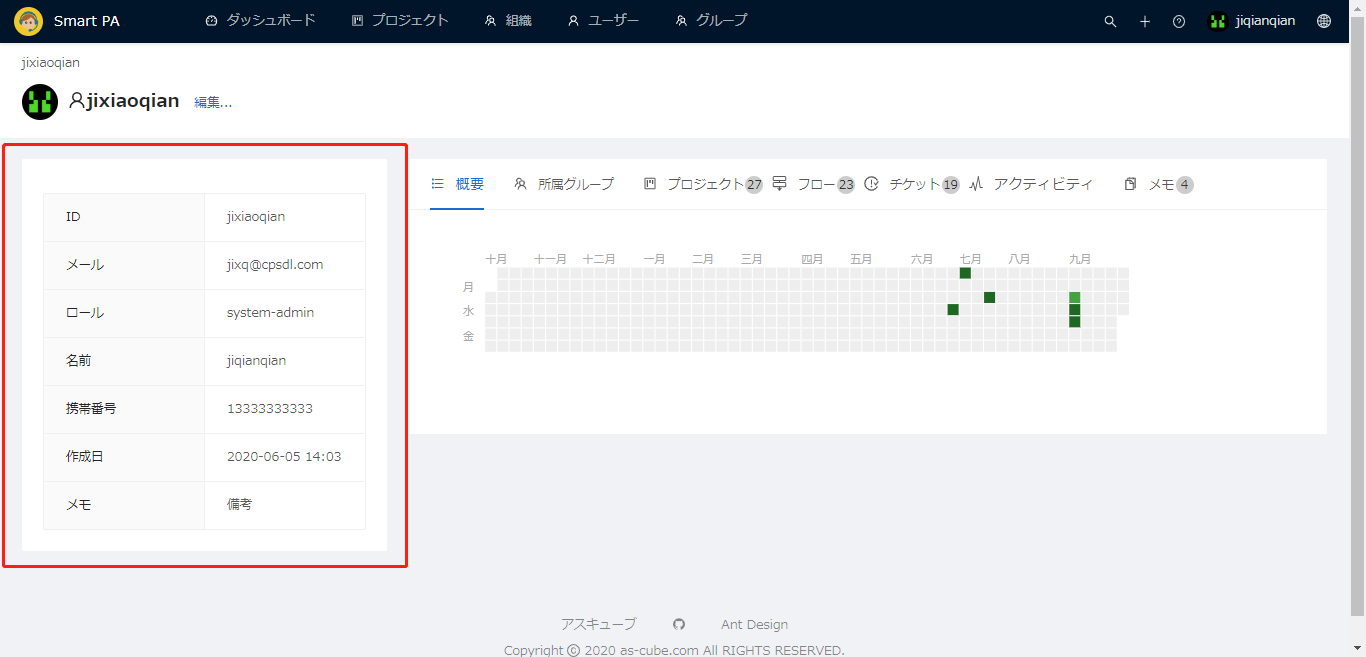 Smart PA ダッシュボード プロジェクト 組織 ユーザー グループ jiqianqian
jixiaoqian
jixiaoqian 編集...
ID jixiaoqian
メール jixq@cpsdl.com
ロール system-admin
名前 jiqianqian
携帯番号 13333333333
作成日 2020-06-05 14:03
メモ 備考
概要 所属グループ プロジェクト 27 フロー 23 チケット 19 アクティビティ メモ 4
十月 十一月 十二月 一月 二月 三月 四月 五月 六月 七月 八月 九月
月
水
金
アスキューブ Ant Design
Copyright © 2020 as-cube.com All RIGHTS RESERVED.